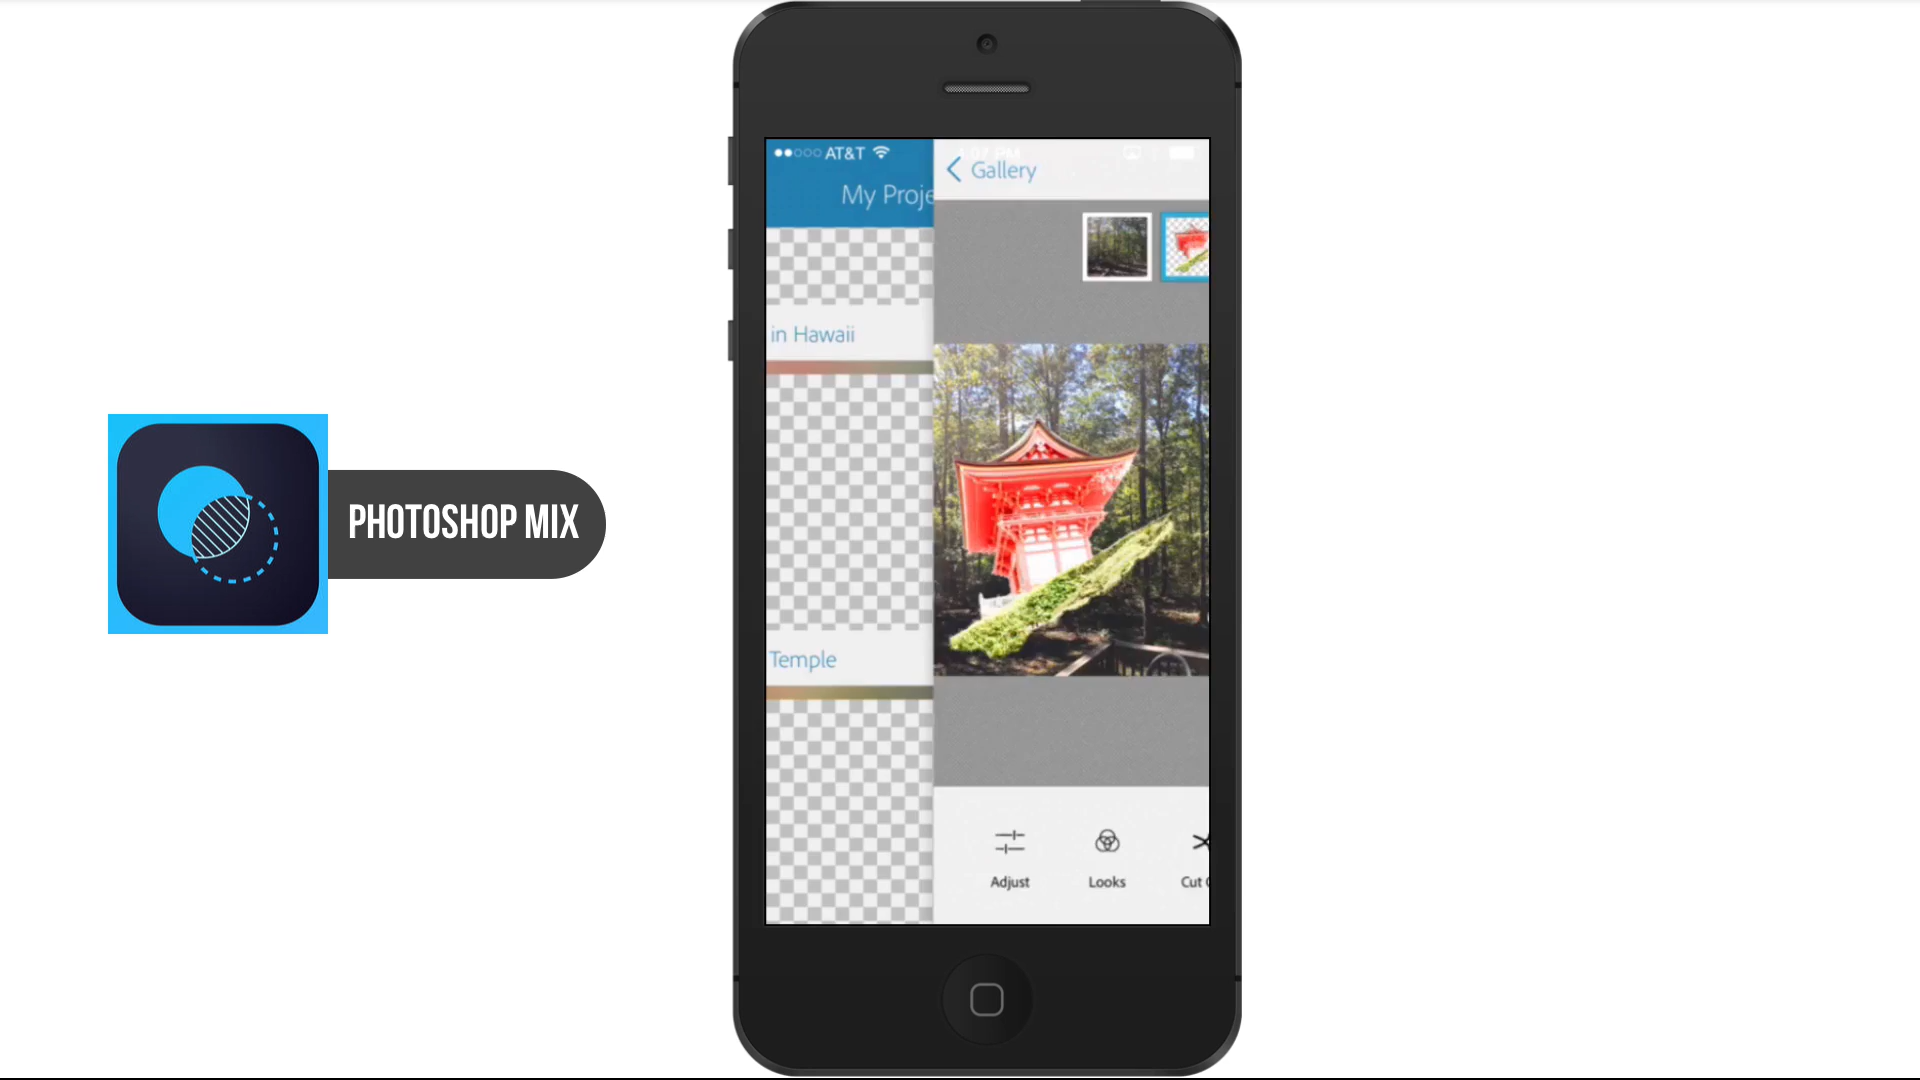 PHOTOSHOP MIX
AT&T
My Proje
in Hawaii
Temple
Gallery
Adjust
Looks
Cut